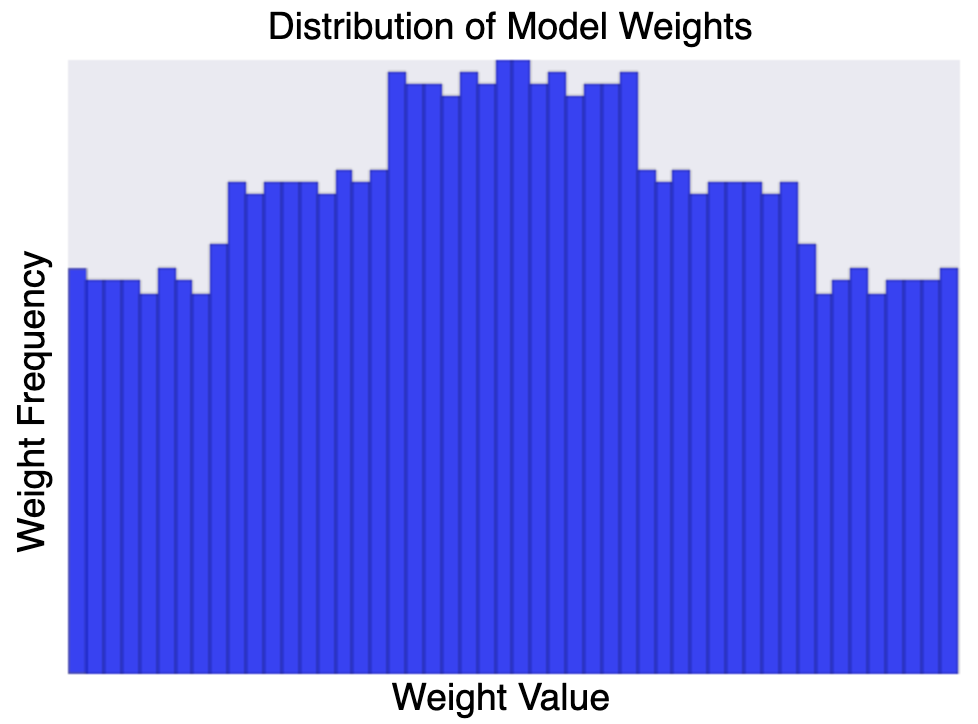 Distribution of Model Weights
Weight Frequency
Weight Value